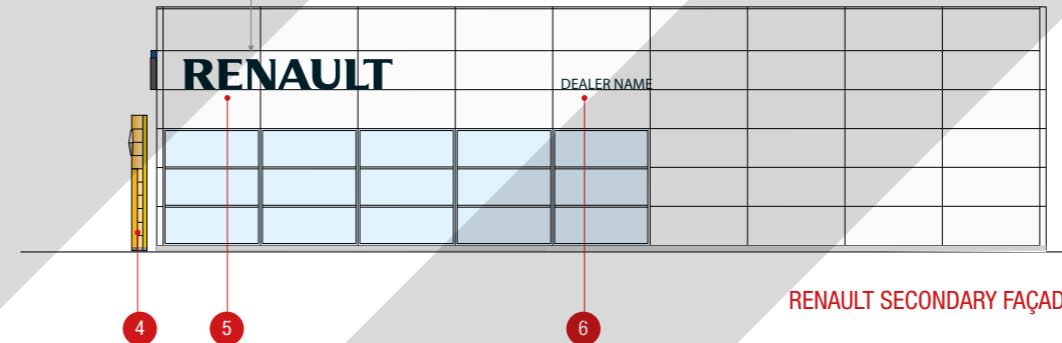 RENAULT
DEALER NAME
RENAULT SECONDARY FAÇAD
4
5
6